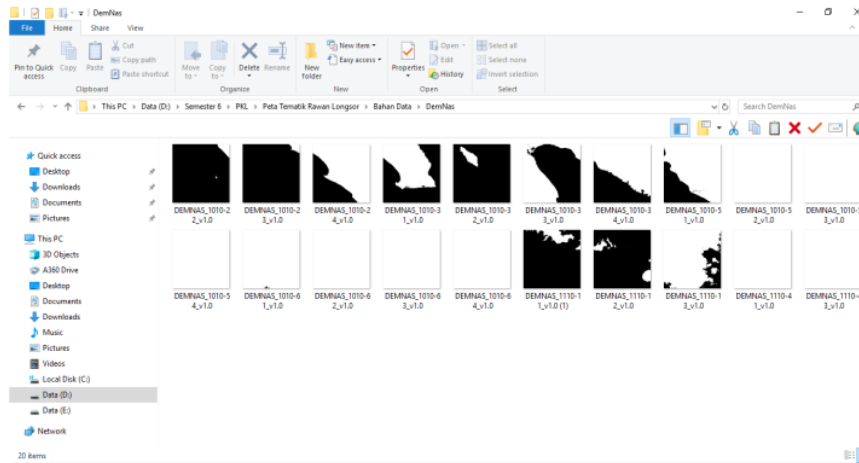 DemNas
File Home Share View
Pin to Quick access
Copy
Paste
Cut
Copy path
Paste shortcut
Clipboard
Move to
Copy to
Delete
Rename
Organize
New folder
New item
Easy access
New
Properties
Open
Edit
History
Open
Select all
Select none
Invert selection
Select
This PC > Data (D:) > Semester 6 > PKL > Peta Tematik Rawan Longsor > Bahan Data > DemNas
Search DemNas
Quick access
Desktop
Downloads
Documents
Pictures
This PC
3D Objects
A360 Drive
Desktop
Documents
Downloads
Music
Pictures
Videos
Local Disk (C:)
Data (D:)
Data (E:)
Network
DEMNAS_1010-22_v1.0
DEMNAS_1010-23_v1.0
DEMNAS_1010-24_v1.0
DEMNAS_1010-31_v1.0
DEMNAS_1010-32_v1.0
DEMNAS_1010-33_v1.0
DEMNAS_1010-34_v1.0
DEMNAS_1010-51_v1.0
DEMNAS_1010-52_v1.0
DEMNAS_1010-54_v1.0
DEMNAS_1010-61_v1.0
DEMNAS_1010-62_v1.0
DEMNAS_1010-63_v1.0
DEMNAS_1010-64_v1.0
DEMNAS_1110-11_v1.0 (1)
DEMNAS_1110-12_v1.0
DEMNAS_1110-13_v1.0
DEMNAS_1110-41_v1.0
20 items